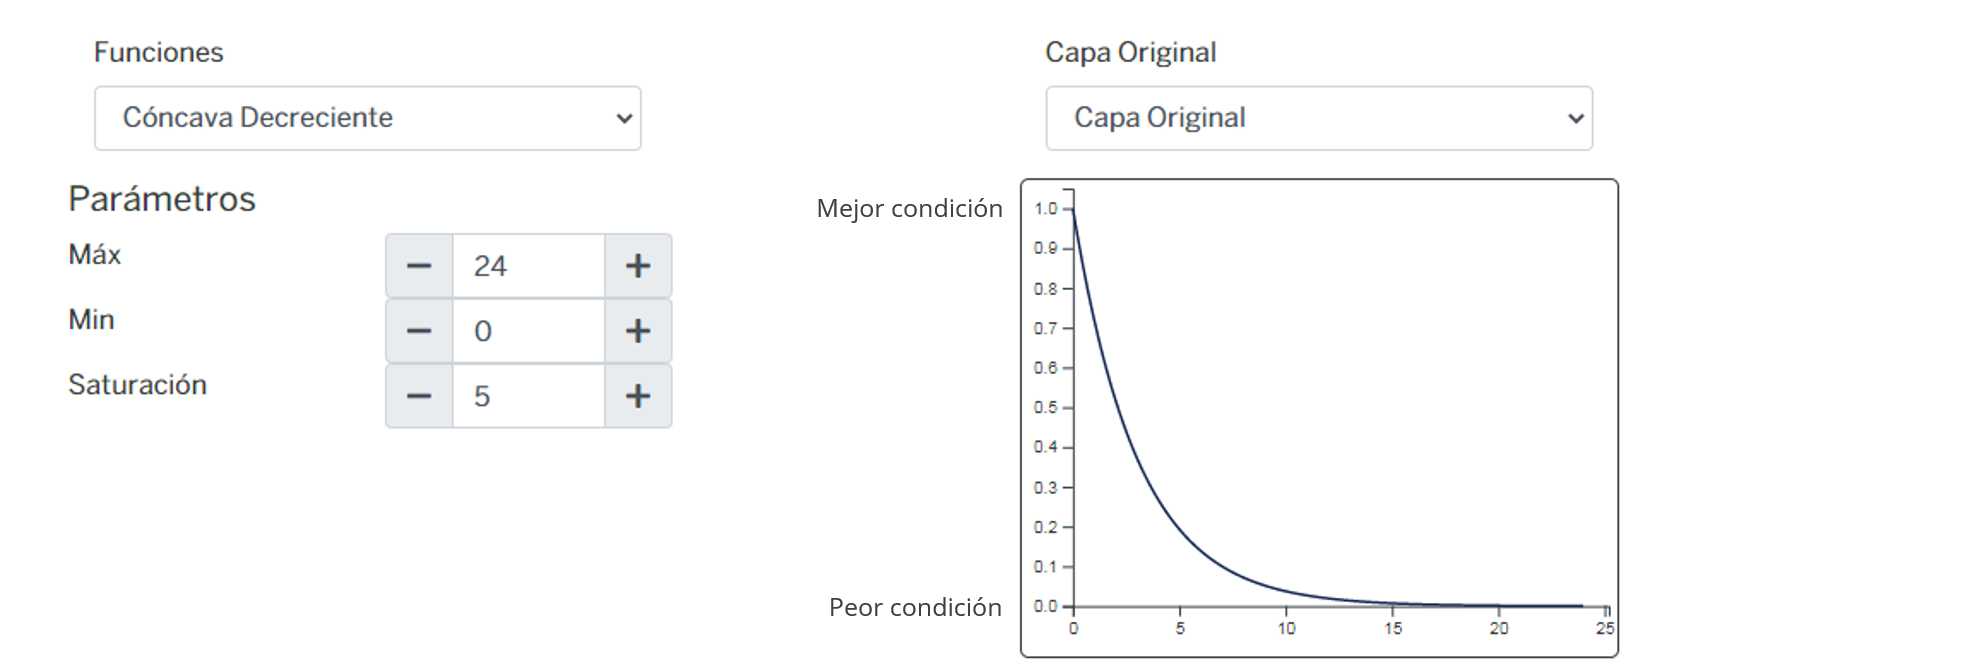 Funciones
Cóncava Decreciente
Parámetros
Máx
24
Min
0
Saturación
5
Capa Original
Capa Original
Mejor condición
Peor condición
1.0
0.9
0.8
0.7
0.6
0.5
0.4
0.3
0.2
0.1
0.0
0 5 10 15 20 25